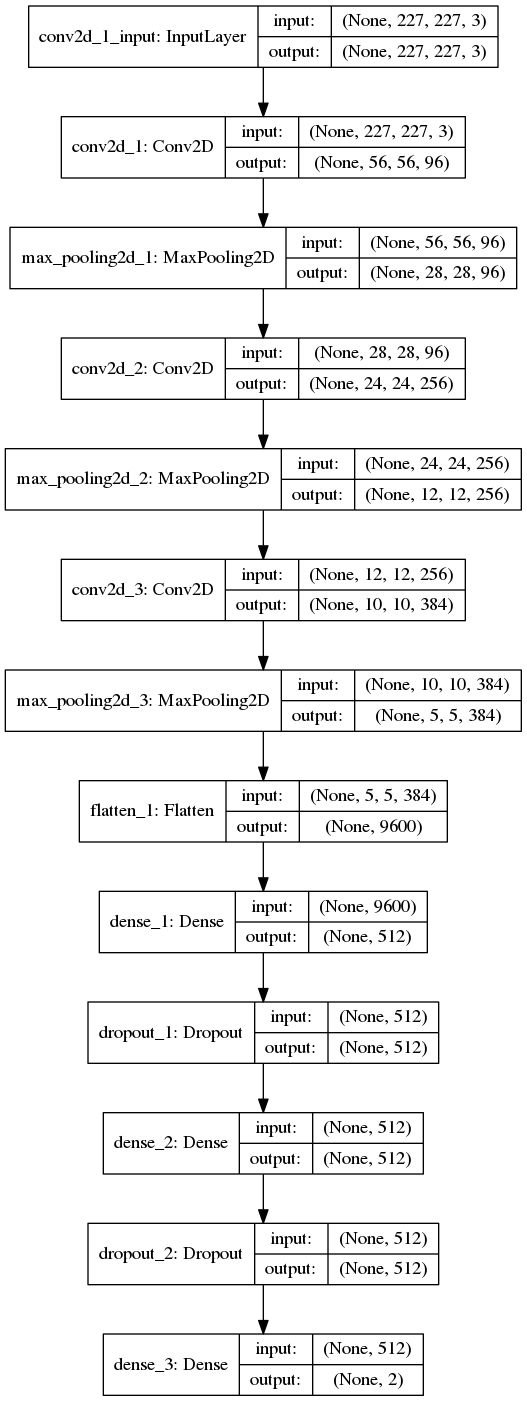 conv2d_1_input: InputLayer
input: (None, 227, 227, 3)
output: (None, 227, 227, 3)
conv2d_1: Conv2D
input: (None, 227, 227, 3)
output: (None, 56, 56, 96)
max_pooling2d_1: MaxPooling2D
input: (None, 56, 56, 96)
output: (None, 28, 28, 96)
conv2d_2: Conv2D
input: (None, 28, 28, 96)
output: (None, 24, 24, 256)
max_pooling2d_2: MaxPooling2D
input: (None, 24, 24, 256)
output: (None, 12, 12, 256)
conv2d_3: Conv2D
input: (None, 12, 12, 256)
output: (None, 10, 10, 384)
max_pooling2d_3: MaxPooling2D
input: (None, 10, 10, 384)
output: (None, 5, 5, 384)
flatten_1: Flatten
input: (None, 5, 5, 384)
output: (None, 9600)
dense_1: Dense
input: (None, 9600)
output: (None, 512)
dropout_1: Dropout
input: (None, 512)
output: (None, 512)
dense_2: Dense
input: (None, 512)
output: (None, 512)
dropout_2: Dropout
input: (None, 512)
output: (None, 512)
dense_3: Dense
input: (None, 512)
output: (None, 2)